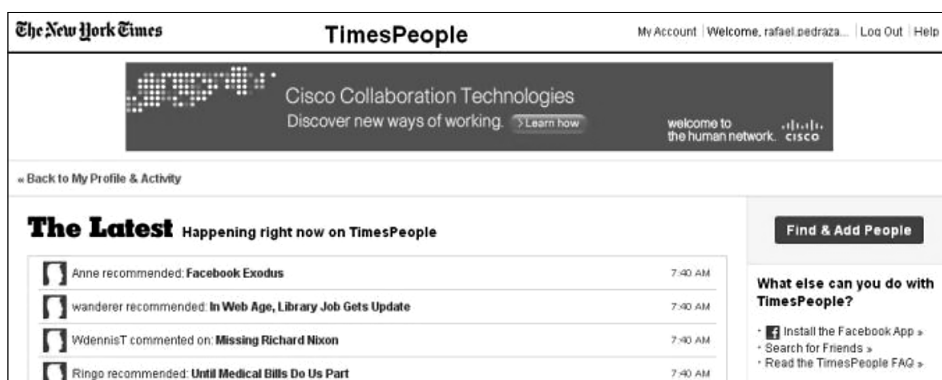 The New York Times
TimesPeople
My Account
Welcome, rafael.pedraza...
Log Out
Help
Cisco Collaboration Technologies
Discover new ways of working. >Learn how
welcome to
the human network.
CISCO
« Back to My Profile & Activity
The Latest Happening right now on TimesPeople
Anne recommended: Facebook Exodus 7:40 AM
wanderer recommended: In Web Age, Library Job Gets Update 7:40 AM
WdennisT commented on: Missing Richard Nixon 7:40 AM
Ringo recommended: Until Medical Bills Do Us Part 7:40 AM
Find & Add People
What else can you do with
TimesPeople?
· Install the Facebook App »
· Search for Friends »
· Read the TimesPeople FAQ »